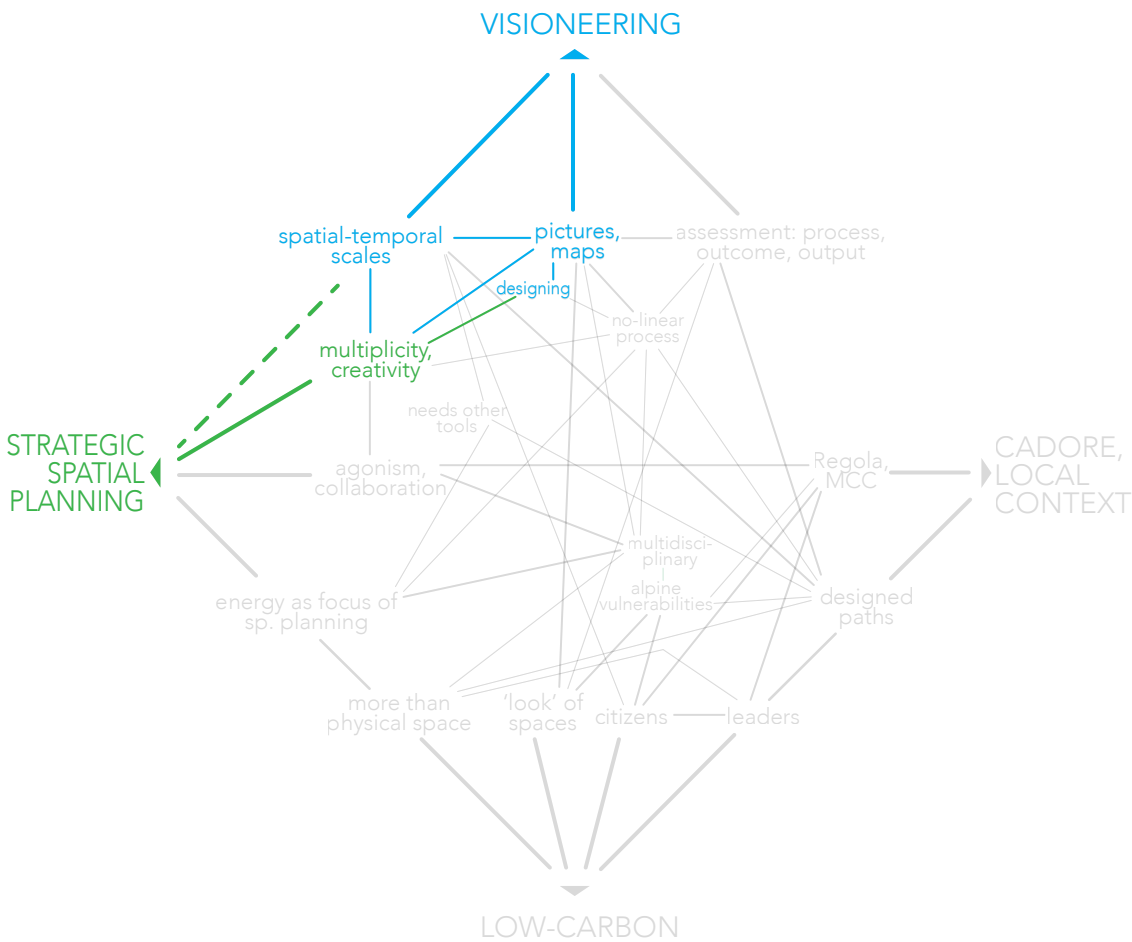 VISIONEERING
spatial-temporal
scales
pictures,
maps
assessment: process,
outcome, output
designing
no-linear
process
multiplicity,
creativity
needs other
tools
STRATEGIC
SPATIAL
PLANNING
agonism,
collaboration
Regola,
MCC
CADORE,
LOCAL
CONTEXT
multidisci-
plinary
alpine
vulnerabilities
energy as focus of
sp. planning
designed
paths
more than
physical space
‘look’ of
spaces
citizens
leaders
LOW-CARBON